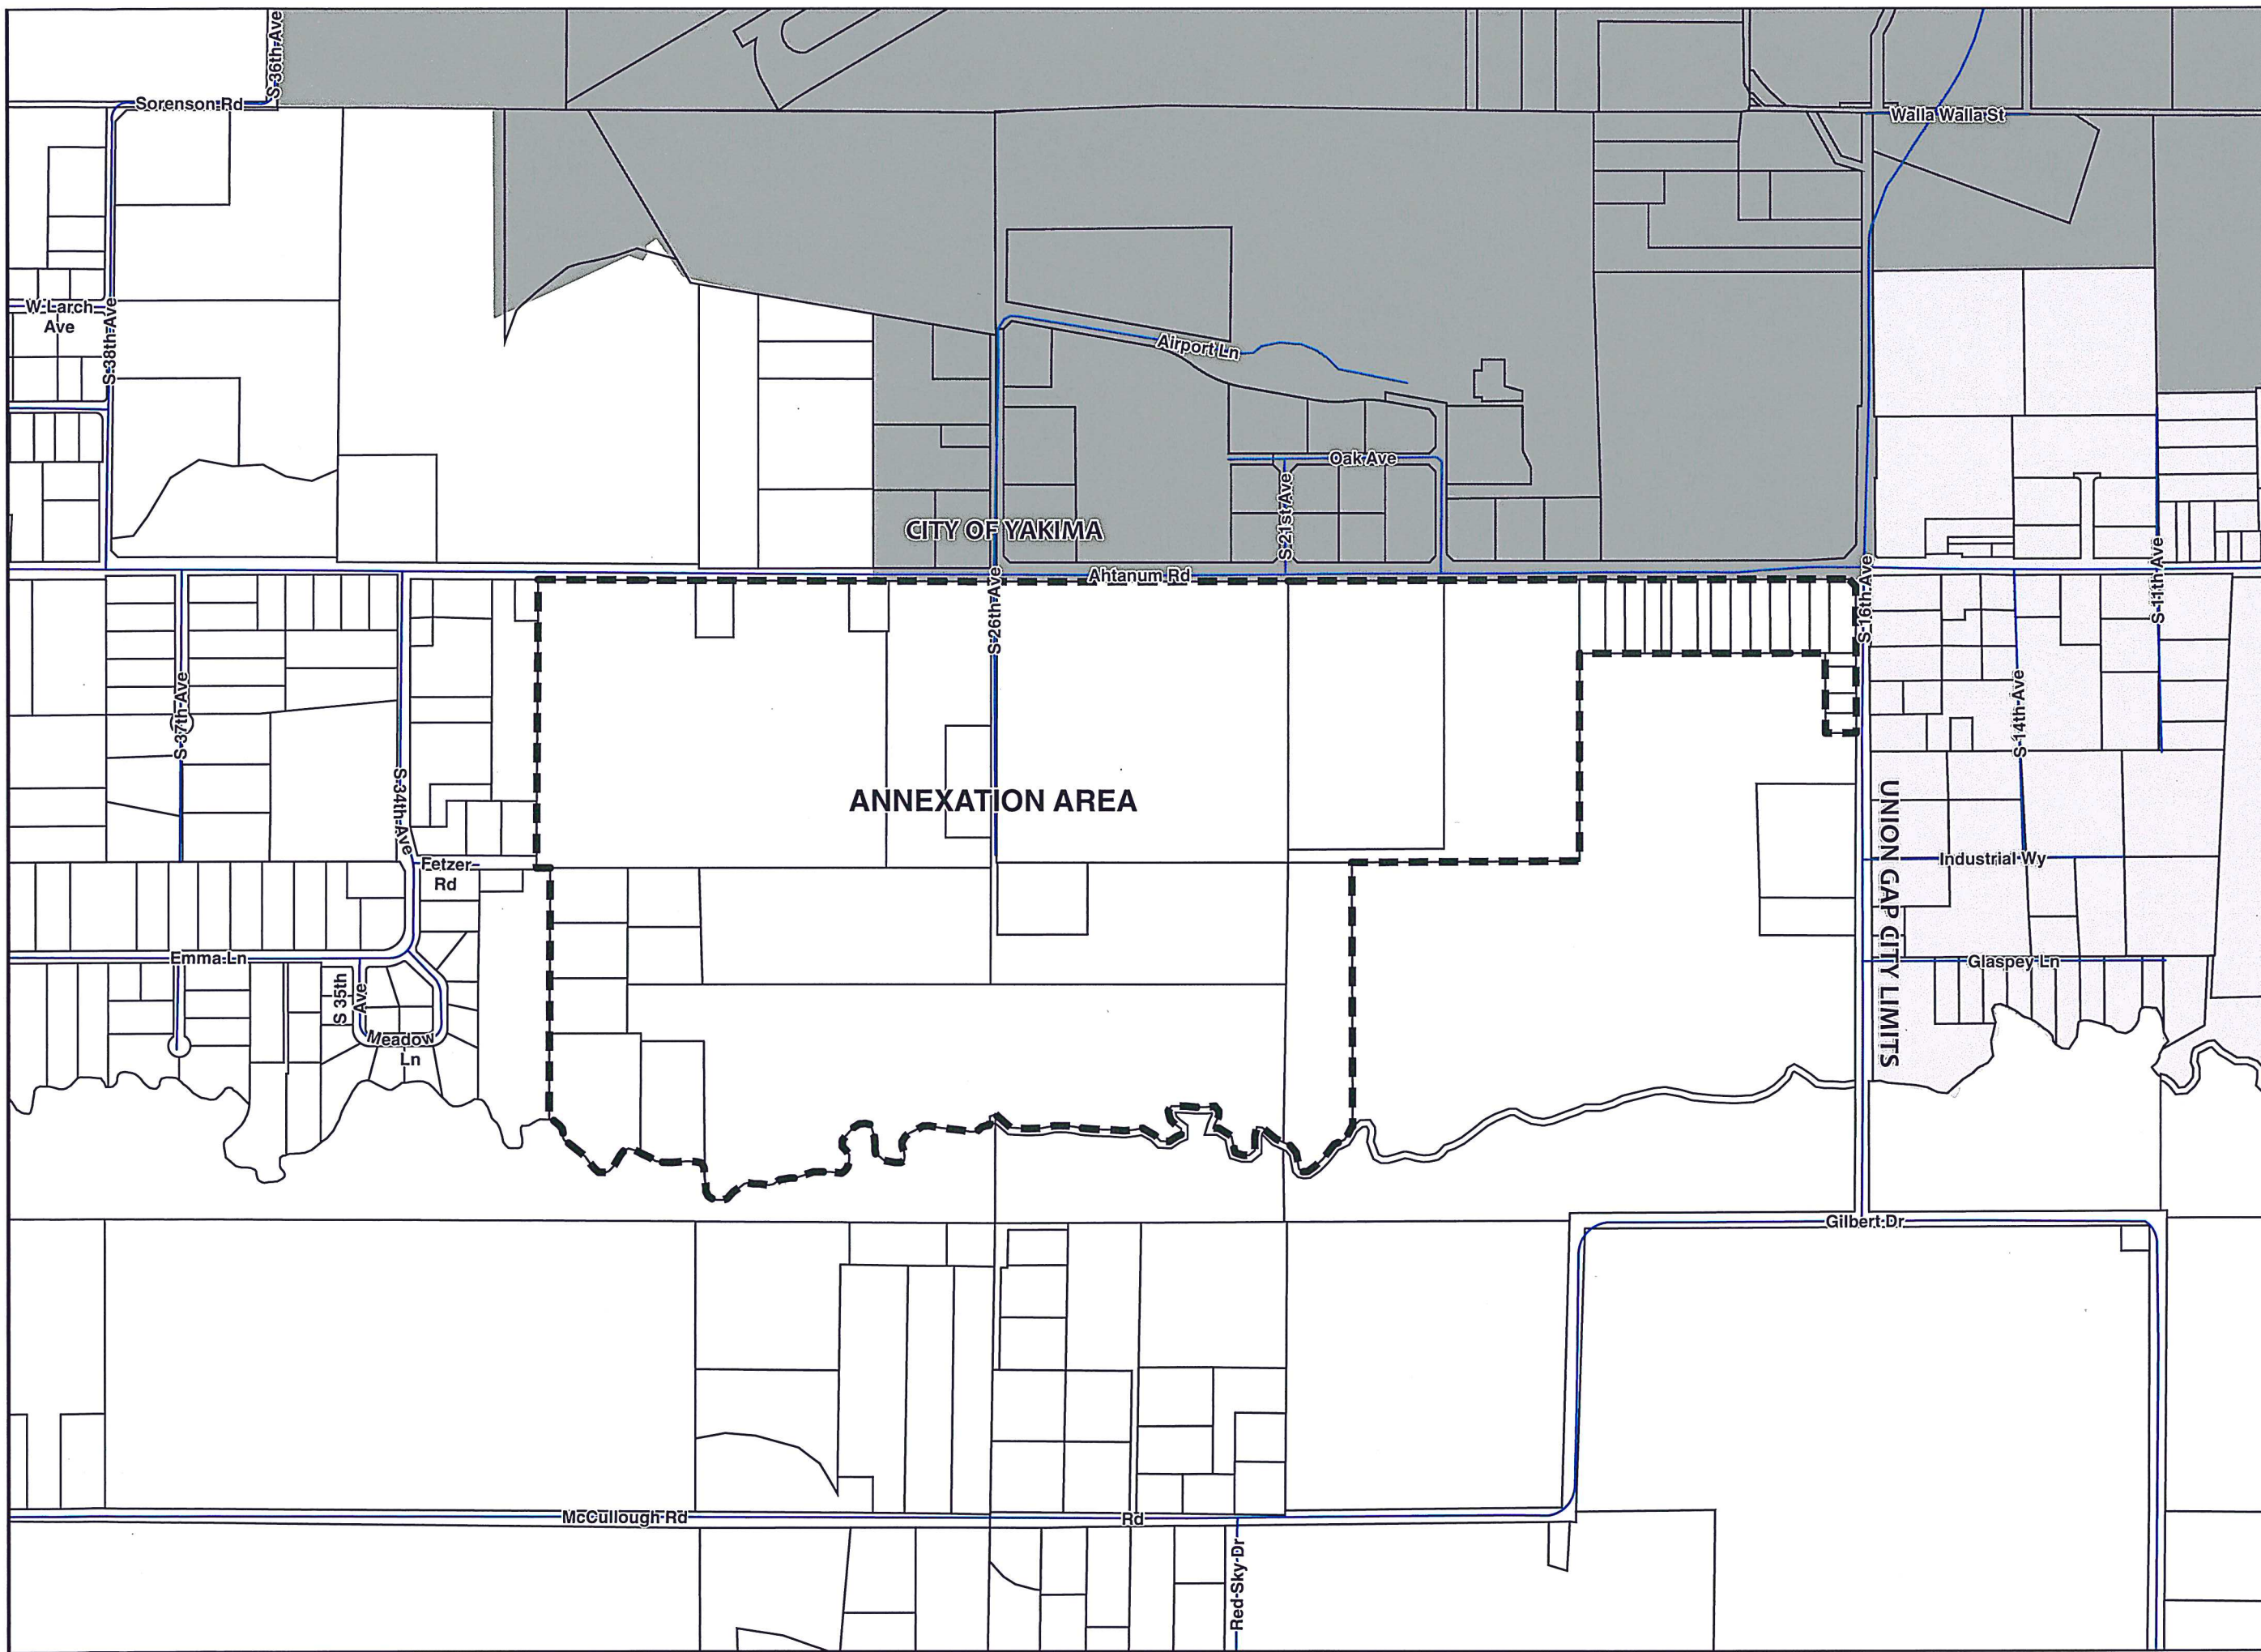 S 36th Ave
Sorenson Rd
Walla Walla St
W Larch
Ave
S 38th Ave
Airport Ln
Oak Ave
S 21st Ave
CITY OF YAKIMA
Ahtanum Rd
S 26th Ave
S 16th Ave
S 11th Ave
S 37th Ave
S 14th Ave
S 34th Ave
ANNEXATION AREA
UNION GAP CITY LIMITS
Fetzer
Rd
Industrial Wy
Emma Ln
Glaspey Ln
S 35th
Ave
Meadow
Ln
Gilbert Dr
McCullough Rd
Rd
Red Sky Dr